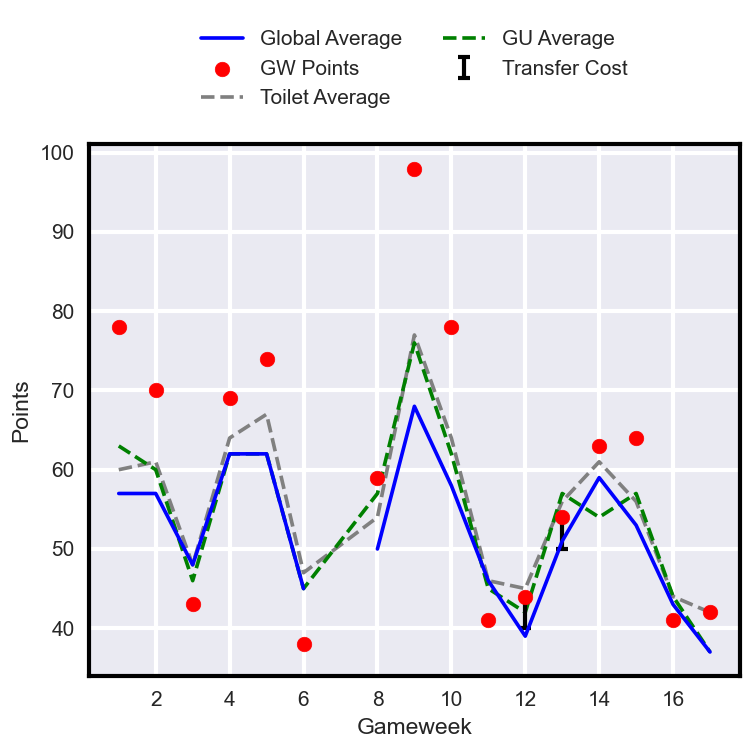 Global Average
GW Points
Toilet Average
GU Average
Transfer Cost
100
90
80
70
60
50
40
Points
2 4 6 8 10 12 14 16
Gameweek